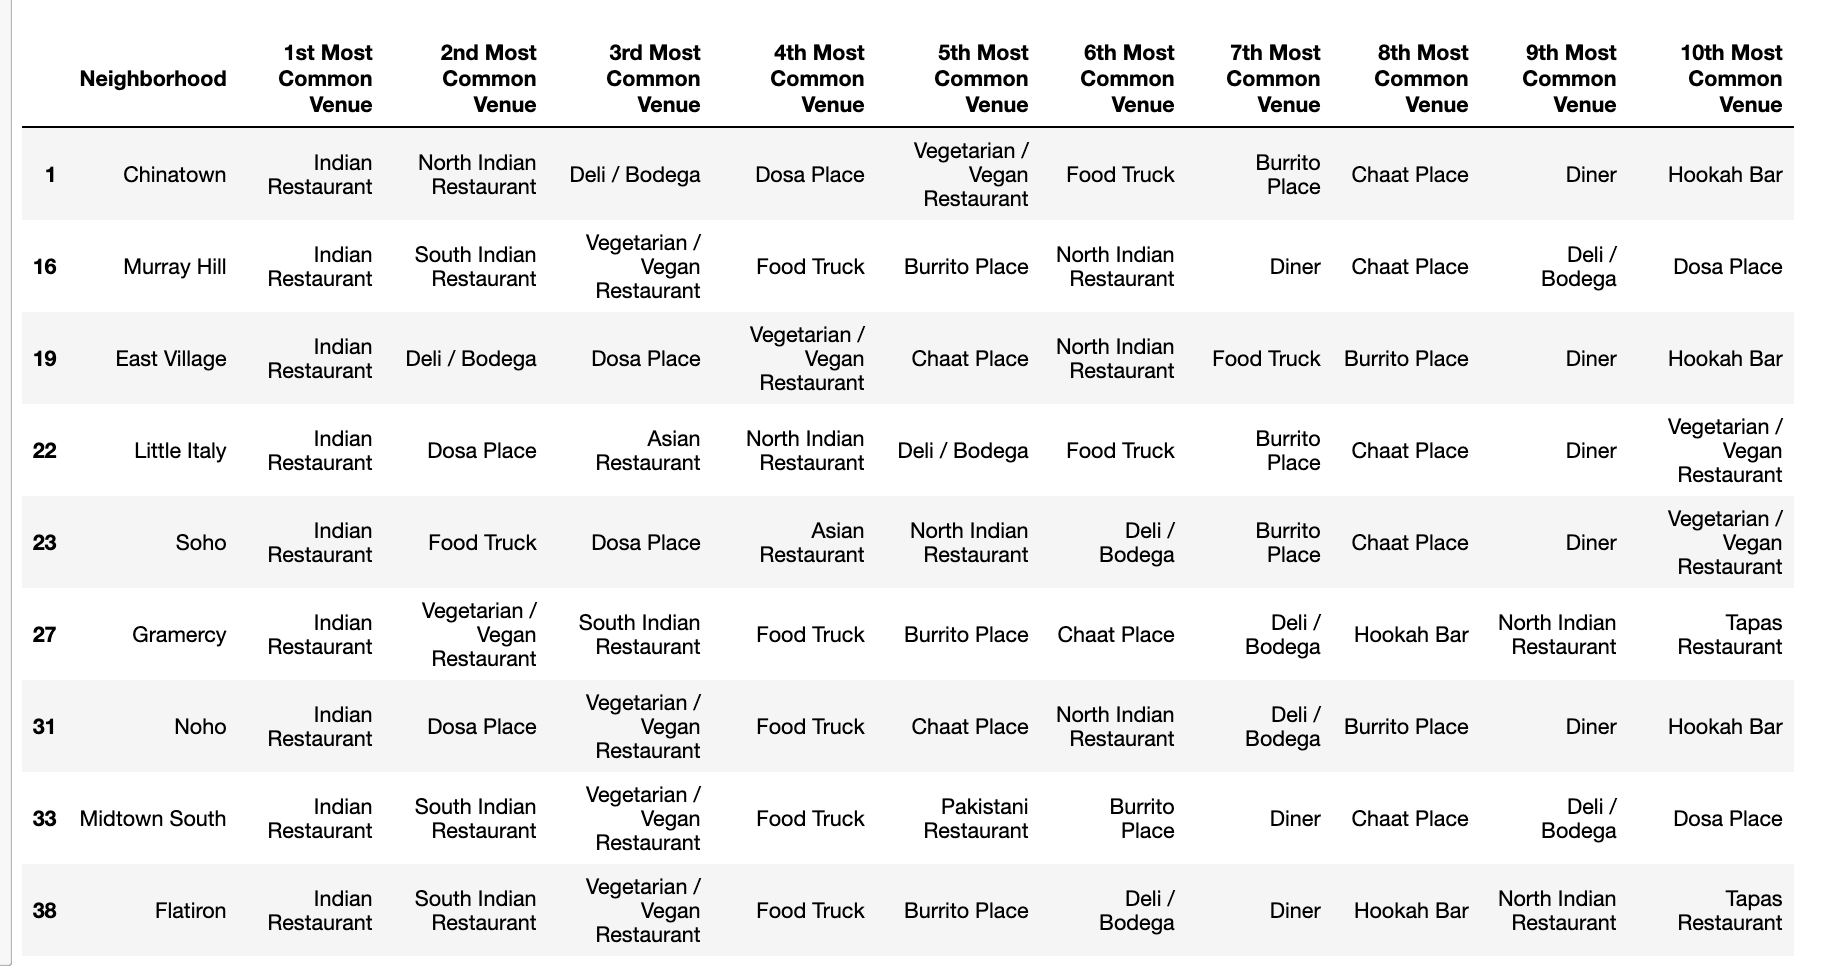 Neighborhood 1st Most Common Venue 2nd Most Common Venue 3rd Most Common Venue 4th Most Common Venue 5th Most Common Venue 6th Most Common Venue 7th Most Common Venue 8th Most Common Venue 9th Most Common Venue 10th Most Common Venue
1 Chinatown Indian Restaurant North Indian Restaurant Deli / Bodega Dosa Place Vegetarian / Vegan Restaurant Food Truck Burrito Place Chaat Place Diner Hookah Bar
16 Murray Hill Indian Restaurant South Indian Restaurant Vegetarian / Vegan Restaurant Food Truck Burrito Place North Indian Restaurant Diner Chaat Place Deli / Bodega Dosa Place
19 East Village Indian Restaurant Deli / Bodega Dosa Place Vegetarian / Vegan Restaurant Chaat Place North Indian Restaurant Food Truck Burrito Place Diner Hookah Bar
22 Little Italy Indian Restaurant Dosa Place Asian Restaurant North Indian Restaurant Deli / Bodega Food Truck Burrito Place Chaat Place Diner Vegetarian / Vegan Restaurant
23 Soho Indian Restaurant Food Truck Dosa Place Asian Restaurant North Indian Restaurant Deli / Bodega Burrito Place Chaat Place Diner Vegetarian / Vegan Restaurant
27 Gramercy Indian Restaurant Vegetarian / Vegan Restaurant South Indian Restaurant Food Truck Burrito Place Chaat Place Deli / Bodega Hookah Bar North Indian Restaurant Tapas Restaurant
31 Noho Indian Restaurant Dosa Place Vegetarian / Vegan Restaurant Food Truck Chaat Place North Indian Restaurant Deli / Bodega Burrito Place Diner Hookah Bar
33 Midtown South Indian Restaurant South Indian Restaurant Vegetarian / Vegan Restaurant Food Truck Pakistani Restaurant Burrito Place Diner Chaat Place Deli / Bodega Dosa Place
38 Flatiron Indian Restaurant South Indian Restaurant Vegetarian / Vegan Restaurant Food Truck Burrito Place Deli / Bodega Diner Hookah Bar North Indian Restaurant Tapas Restaurant